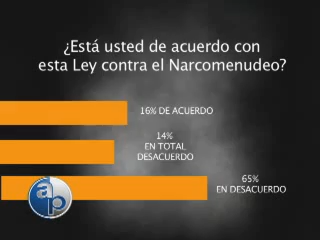 ¿Está usted de acuerdo con
esta Ley contra el Narcomenudeo?
16% DE ACUERDO
14%
EN TOTAL
DESACUERDO
65%
EN DESACUERDO
ap